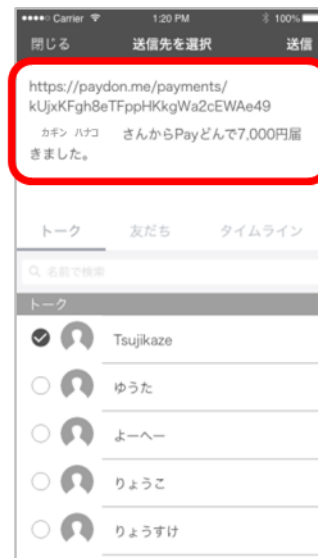 Carrier 1:20 PM 100%
閉じる 送信先を選択 送信
https://paydon.me/payments/
kUjxKFgh8eTFppHKkgWa2cEWAe49
カギン ハナコ さんからPayどんで7,000円届
きました。
トーク 友だち タイムライン
名前で検索
トーク
Tsujikaze
ゆうた
よーへー
りょうこ
りょうすけ